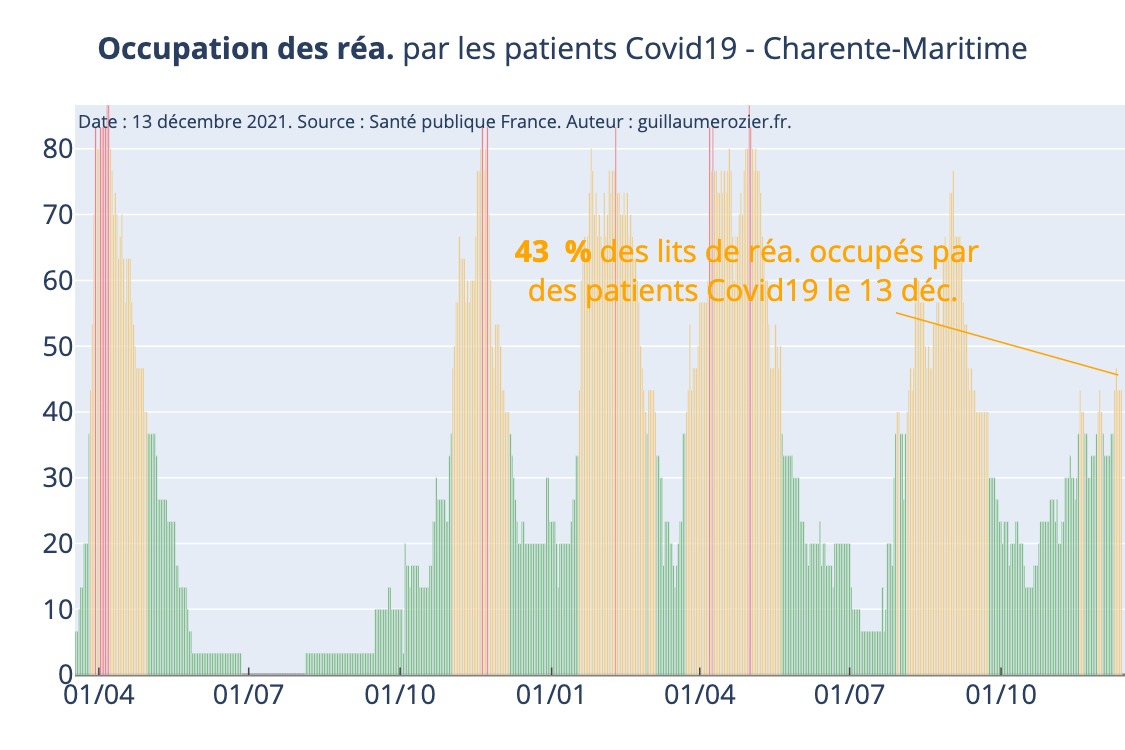 Occupation des réa. par les patients Covid19 - Charente-Maritime
Date : 13 décembre 2021. Source : Santé publique France. Auteur : guillaumerozier.fr.
80
70
43 % des lits de réa. occupés par
des patients Covid19 le 13 déc.
60
50
40
30
20
10
0
01/04 01/07 01/10 01/01 01/04 01/07 01/10